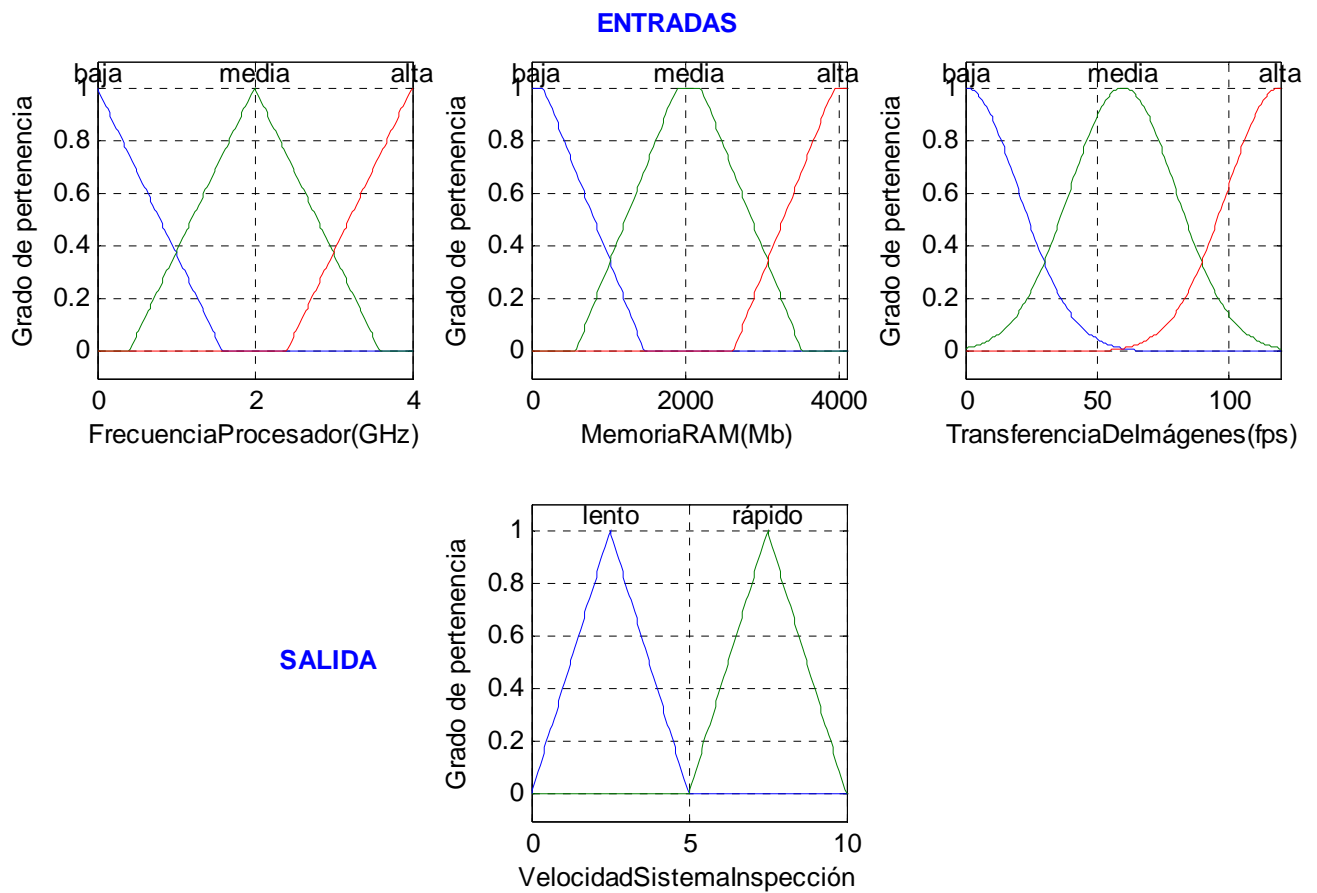 ENTRADAS
baja media alta
1
0.8
0.6
0.4
0.2
0
Grado de pertenencia
0 2 4
FrecuenciaProcesador(GHz)
baja media alta
1
0.8
0.6
0.4
0.2
0
Grado de pertenencia
0 2000 4000
MemoriaRAM(Mb)
baja media alta
1
0.8
0.6
0.4
0.2
0
Grado de pertenencia
0 50 100
TransferenciaDeImágenes(fps)
SALIDA
lento rápido
1
0.8
0.6
0.4
0.2
0
Grado de pertenencia
0 5 10
VelocidadSistemaInspección